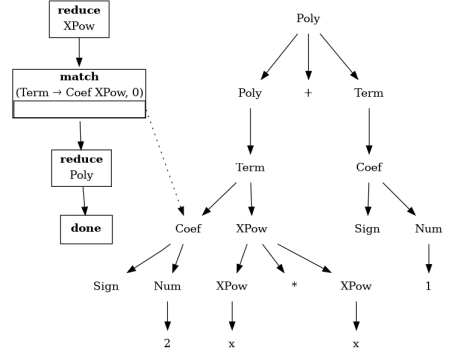 reduce
XPow
match
(Term → Coef XPow, 0)
reduce
Poly
done
Poly
Poly + Term
Term Coef
Coef XPow Sign Num
Sign Num XPow * XPow 1
2 x x